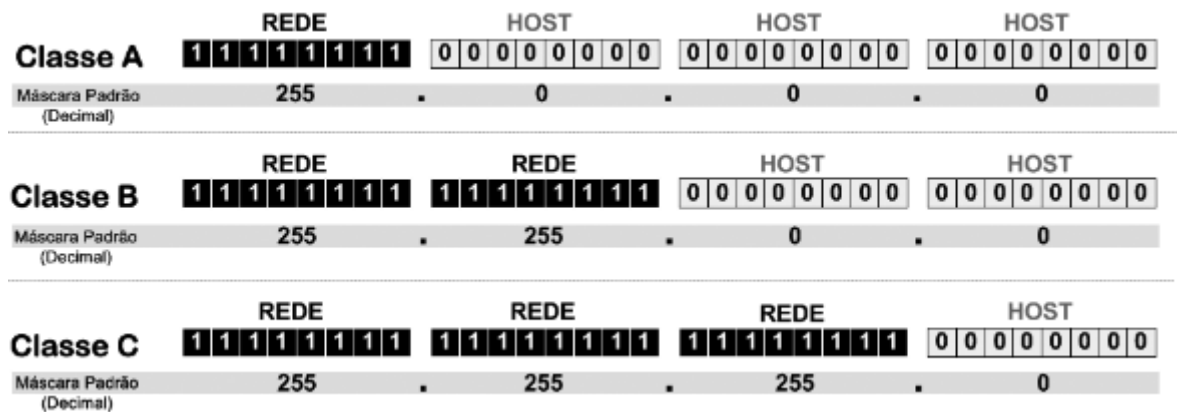 REDE HOST HOST HOST
Classe A 1 1 1 1 1 1 1 1 0 0 0 0 0 0 0 0 0 0 0 0 0 0 0 0 0 0 0 0 0 0 0 0
Máscara Padrão 255 . 0 . 0 . 0
(Decimal)
REDE REDE HOST HOST
Classe B 1 1 1 1 1 1 1 1 1 1 1 1 1 1 1 1 0 0 0 0 0 0 0 0 0 0 0 0 0 0 0 0
Máscara Padrão 255 . 255 . 0 . 0
(Decimal)
REDE REDE REDE HOST
Classe C 1 1 1 1 1 1 1 1 1 1 1 1 1 1 1 1 1 1 1 1 1 1 1 1 0 0 0 0 0 0 0 0
Máscara Padrão 255 . 255 . 255 . 0
(Decimal)